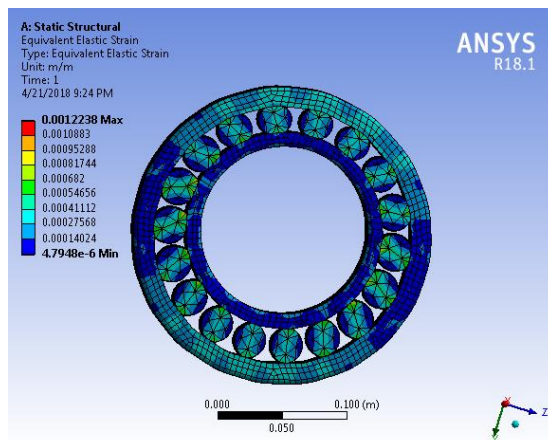 A: Static Structural
Equivalent Elastic Strain
Type: Equivalent Elastic Strain
Unit: m/m
Time: 1
4/21/2018 9:24 PM
ANSYS
R18.1
0.0012238 Max
0.0010883
0.00095288
0.00081744
0.000682
0.00054656
0.00041112
0.00027568
0.00014024
4.7948e-6 Min
0.000
0.100 (m)
0.050
X
Z